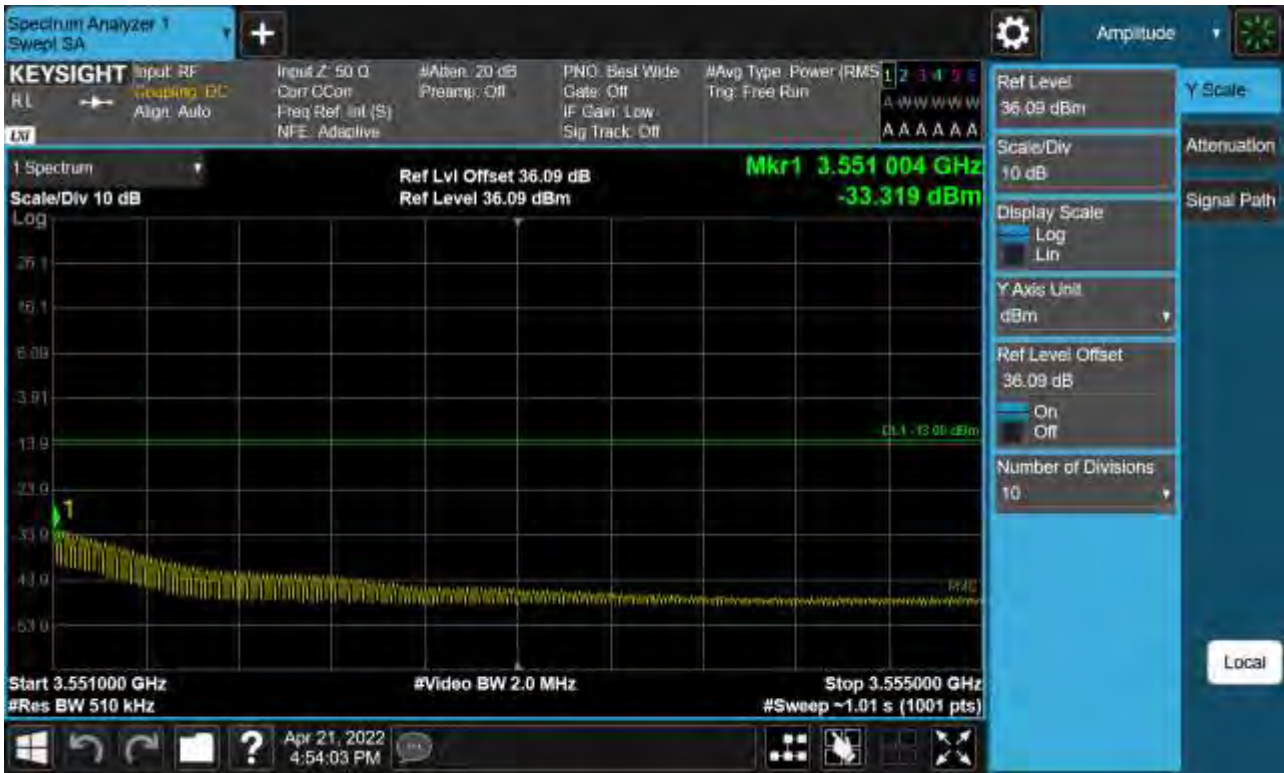 Spectrum Analyzer 1
Swept SA
Amplitude
KEYSIGHT
RL
Input: RF
Coupling: DC
Align: Auto
Input Z: 50 Ω
Corr CCorr
Freq Ref: Int (S)
NFE: Adaptive
#Atten: 20 dB
Preamp: Off
PNO: Best Wide
Gate: Off
IF Gain: Low
Sig Track: Off
#Avg Type: Power (RMS
Trig: Free Run
1 2 3 4 5 6
A W W W W W
A A A A A A
1 Spectrum
Scale/Div 10 dB
Log
Ref Lvl Offset 36.09 dB
Ref Level 36.09 dBm
Mkr1 3.551 004 GHz
-33.319 dBm
26.1
16.1
6.09
-3.91
-13.9
-23.9
-33.9
-43.9
-53.9
DL1 -13.00 dBm
1
RMS
Start 3.551000 GHz
#Res BW 510 kHz
#Video BW 2.0 MHz
Stop 3.555000 GHz
#Sweep ~1.01 s (1001 pts)
Ref Level
36.09 dBm
Scale/Div
10 dB
Display Scale
Log
Lin
Y Axis Unit
dBm
Ref Level Offset
36.09 dB
On
Off
Number of Divisions
10
Y Scale
Attenuation
Signal Path
Local
Apr 21, 2022
4:54:03 PM